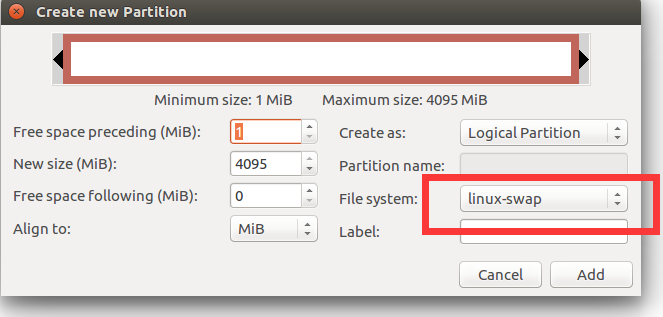 Create new Partition
Minimum size: 1 MiB Maximum size: 4095 MiB
Free space preceding (MiB): 1 Create as: Logical Partition
New size (MiB): 4095 Partition name:
Free space following (MiB): 0 File system: linux-swap
Align to: MiB Label:
Cancel Add